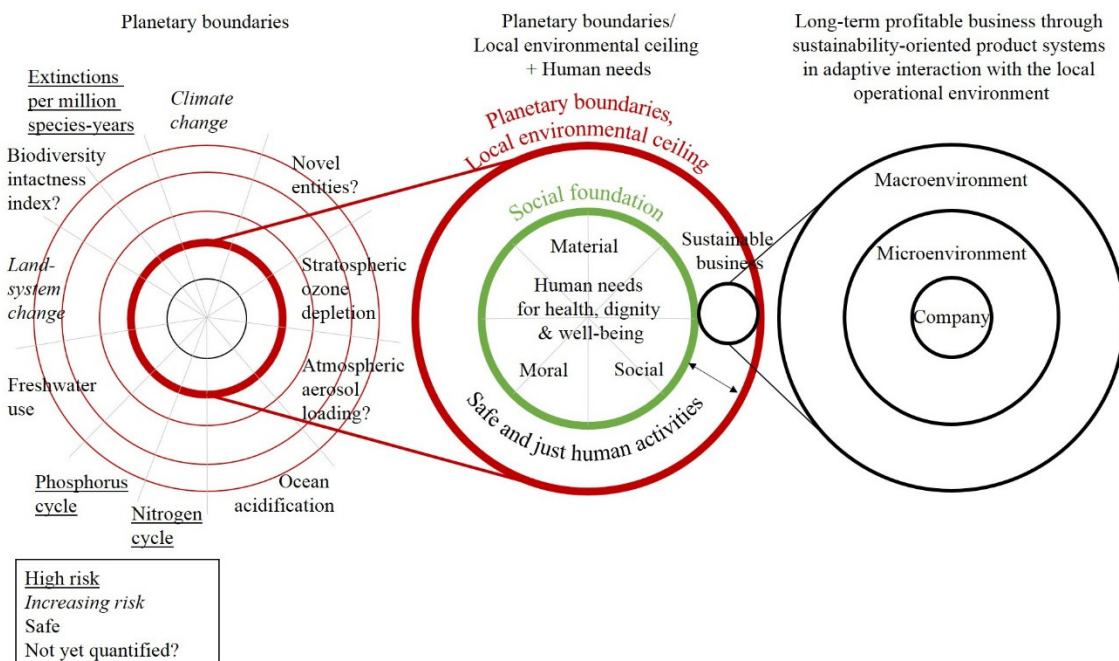 Planetary boundaries
Extinctions
per million
species-years
Climate
change
Biodiversity
intactness
index?
Novel
entities?
Land-
system
change
Stratospheric
ozone
depletion
Freshwater
use
Atmospheric
aerosol
loading?
Phosphorus
cycle
Nitrogen
cycle
Ocean
acidification
High risk
Increasing risk
Safe
Not yet quantified?
Planetary boundaries/
Local environmental ceiling
+ Human needs
Planetary boundaries,
Local environmental ceiling
Social foundation
Material
Human needs
for health, dignity
& well-being
Moral
Social
Safe and just human activities
Sustainable
business
Long-term profitable business through
sustainability-oriented product systems
in adaptive interaction with the local
operational environment
Macroenvironment
Microenvironment
Company